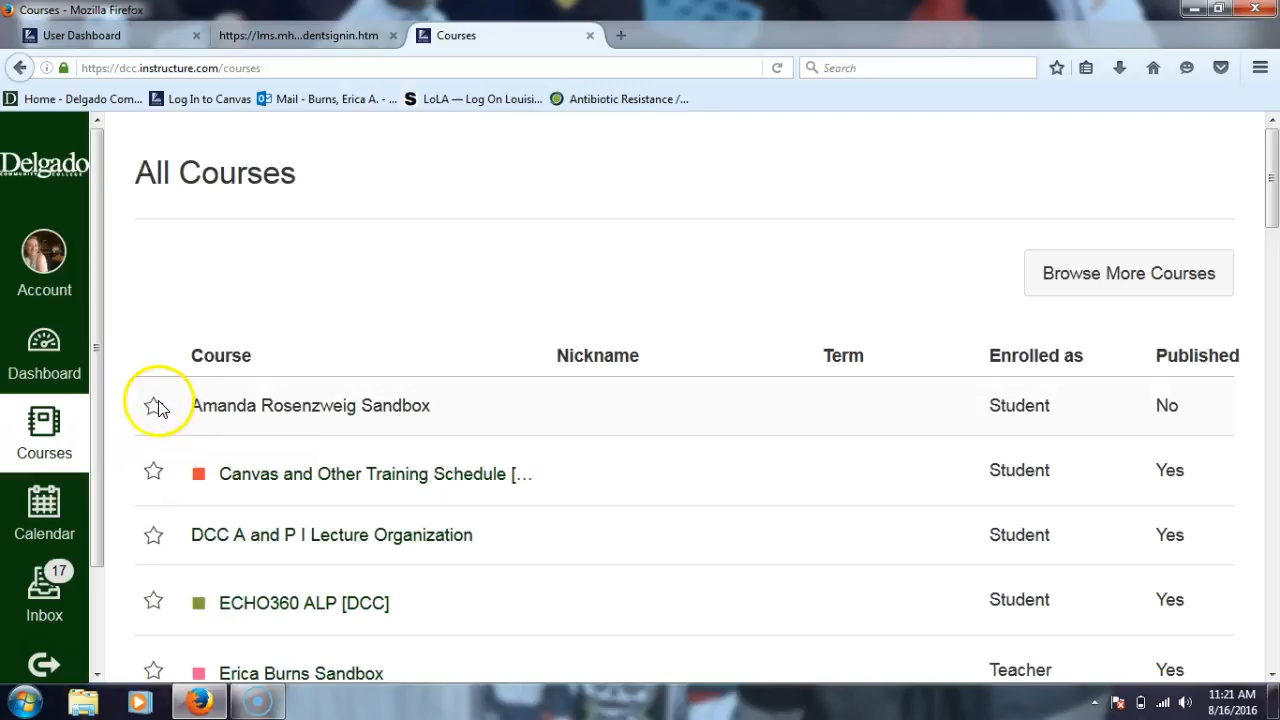 Courses - Mozilla Firefox
User Dashboard
https://lms.mh...dentsignin.htm
Courses
https://dcc.instructure.com/courses
Search
Home - Delgado Com...
Log In to Canvas
Mail - Burns, Erica A. - ...
LoLA — Log On Louisi...
Antibiotic Resistance /...
Delgado
COMMUNITY COLLEGE
Account
Dashboard
Courses
Calendar
17
Inbox
All Courses
Browse More Courses
Course Nickname Term Enrolled as Published
Amanda Rosenzweig Sandbox Student No
Canvas and Other Training Schedule [... Student Yes
DCC A and P I Lecture Organization Student Yes
ECHO360 ALP [DCC] Student Yes
Erica Burns Sandbox Teacher Yes
11:21 AM
8/16/2016